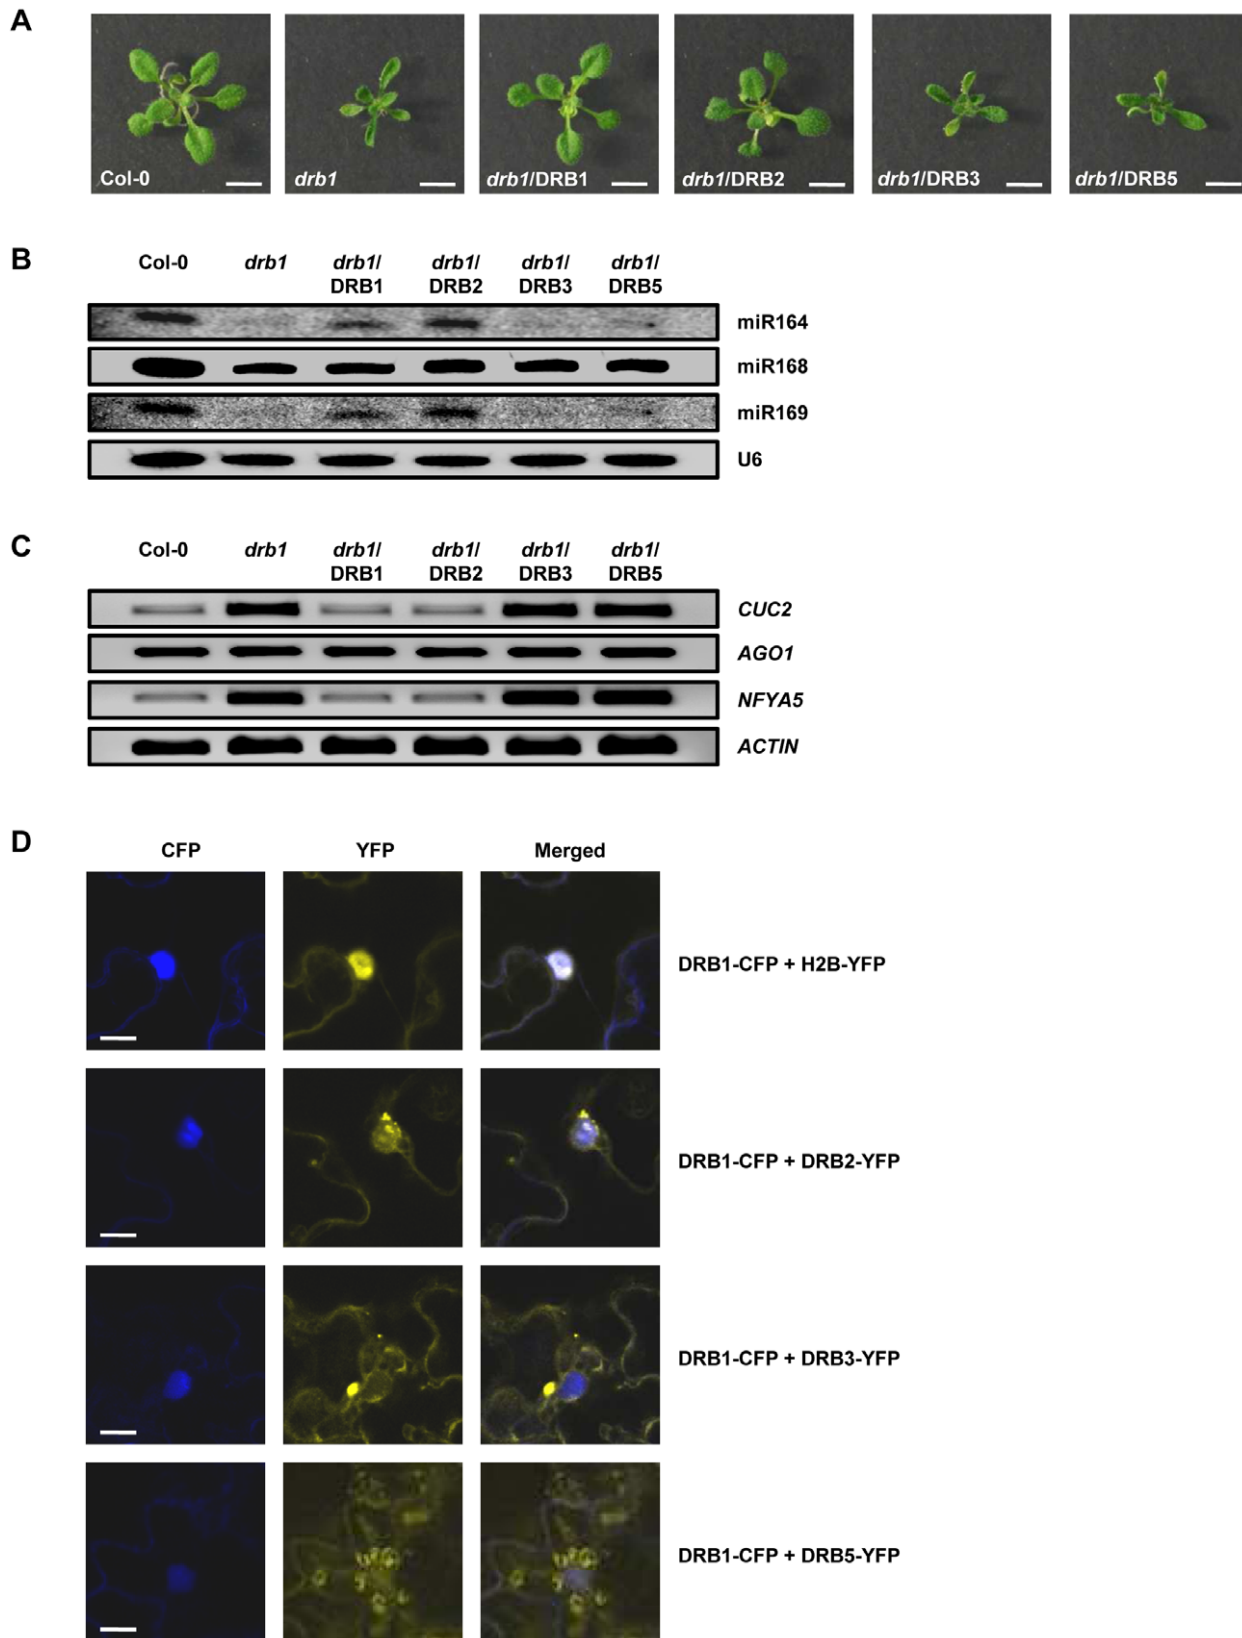 A
Col-0
drb1
drb1/DRB1
drb1/DRB2
drb1/DRB3
drb1/DRB5
B
Col-0 drb1 drb1/ drb1/ drb1/ drb1/
DRB1 DRB2 DRB3 DRB5
miR164
miR168
miR169
U6
C
Col-0 drb1 drb1/ drb1/ drb1/ drb1/
DRB1 DRB2 DRB3 DRB5
CUC2
AGO1
NFYA5
ACTIN
D
CFP YFP Merged
DRB1-CFP + H2B-YFP
DRB1-CFP + DRB2-YFP
DRB1-CFP + DRB3-YFP
DRB1-CFP + DRB5-YFP